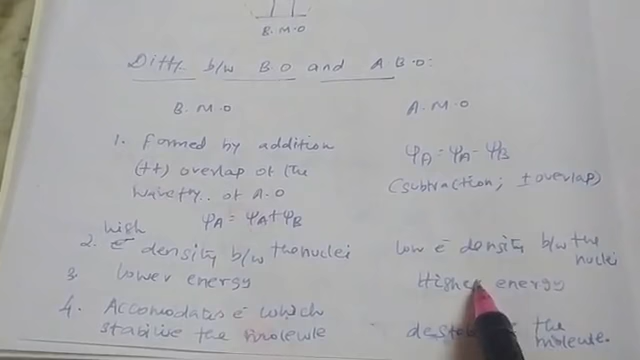 B.M.O
Diff. b/w B.O and A.B.O:
B.M.O
A.M.O
1. Formed by addition
(++) overlap of the
wavef.. of A.O
ψA = ψA+ψB
ψA = ψA - ψB
(subtraction; ± overlap)
2. High
e⁻ density b/w the nuclei
low e⁻ density b/w the
nuclei
3. lower energy
Higher energy
4. Accomodates e⁻ which
stabilise the molecule
the
molecule.